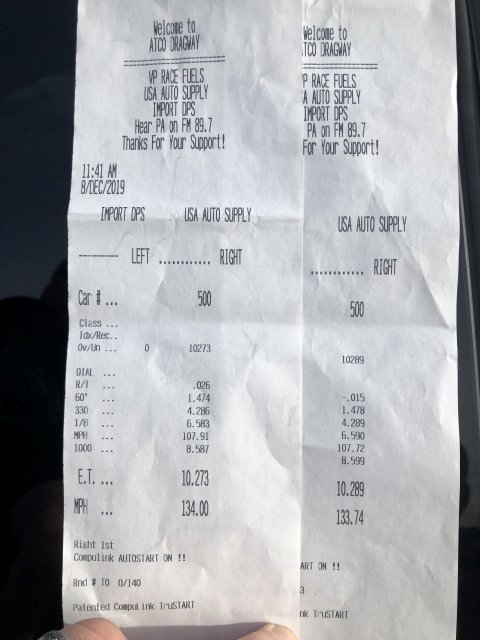 Welcome to
ATCO DRAGWAY
VP RACE FUELS
USA AUTO SUPPLY
IMPORT DPS
Hear PA on FM 89.7
Thanks For Your Support!
11:41 AM
8/DEC/2019
IMPORT DPS USA AUTO SUPPLY
--------- LEFT ............ RIGHT
Car # ... 500
Class ...
Idx/Rec..
Ov/Un ... 0 10273
DIAL ...
R/T ... .026
60' ... 1.474
330 ... 4.286
1/8 ... 6.583
MPH ... 107.91
1000 ... 8.587
E.T. ... 10.273
MPH ... 134.00
Right 1st
CompuLink AUTOSTART ON !!
Rnd # TO 0/140
Patented CompuLink TruSTART
Welcome to
TCO DRAGWAY
P RACE FUELS
A AUTO SUPPLY
IMPORT DPS
PA on FM 89.7
For Your Support!
USA AUTO SUPPLY
............ RIGHT
500
10289
-.015
1.478
4.289
6.590
107.72
8.599
10.289
133.74
ART ON !!
3
nk TruSTART